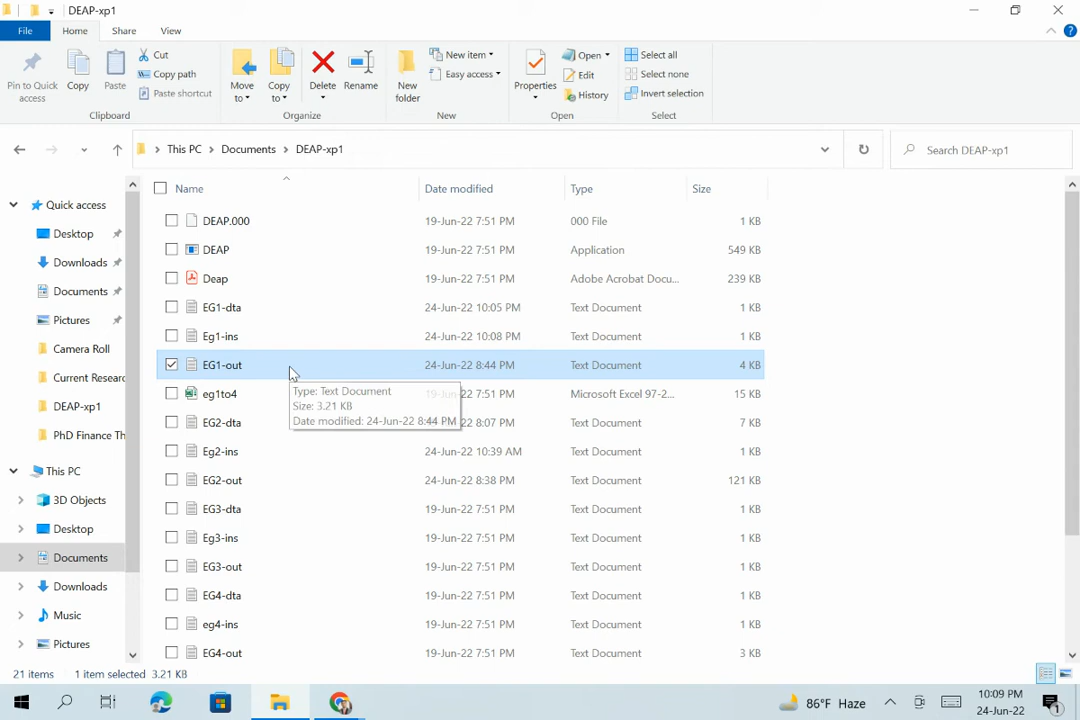 DEAP-xp1
File Home Share View
Pin to Quick access
Copy
Paste
Cut
Copy path
Paste shortcut
Clipboard
Move to
Copy to
Delete
Rename
Organize
New folder
New item
Easy access
New
Properties
Open
Edit
History
Open
Select all
Select none
Invert selection
Select
This PC Documents DEAP-xp1
Search DEAP-xp1
Quick access
Desktop
Downloads
Documents
Pictures
Camera Roll
Current Researc
DEAP-xp1
PhD Finance Th
This PC
3D Objects
Desktop
Documents
Downloads
Music
Pictures
Name Date modified Type Size
DEAP.000 19-Jun-22 7:51 PM 000 File 1 KB
DEAP 19-Jun-22 7:51 PM Application 549 KB
Deap 19-Jun-22 7:51 PM Adobe Acrobat Docu... 239 KB
EG1-dta 24-Jun-22 10:05 PM Text Document 1 KB
Eg1-ins 24-Jun-22 10:08 PM Text Document 1 KB
EG1-out 24-Jun-22 8:44 PM Text Document 4 KB
Type: Text Document
Size: 3.21 KB
Date modified: 24-Jun-22 8:44 PM
eg1to4 7:51 PM Microsoft Excel 97-2... 15 KB
EG2-dta 8:07 PM Text Document 7 KB
Eg2-ins 24-Jun-22 10:39 AM Text Document 1 KB
EG2-out 24-Jun-22 8:38 PM Text Document 121 KB
EG3-dta 19-Jun-22 7:51 PM Text Document 1 KB
Eg3-ins 19-Jun-22 7:51 PM Text Document 1 KB
EG3-out 19-Jun-22 7:51 PM Text Document 1 KB
EG4-dta 19-Jun-22 7:51 PM Text Document 1 KB
eg4-ins 19-Jun-22 7:51 PM Text Document 1 KB
EG4-out 19-Jun-22 7:51 PM Text Document 3 KB
21 items 1 item selected 3.21 KB
86°F Haze
10:09 PM
24-Jun-22
1